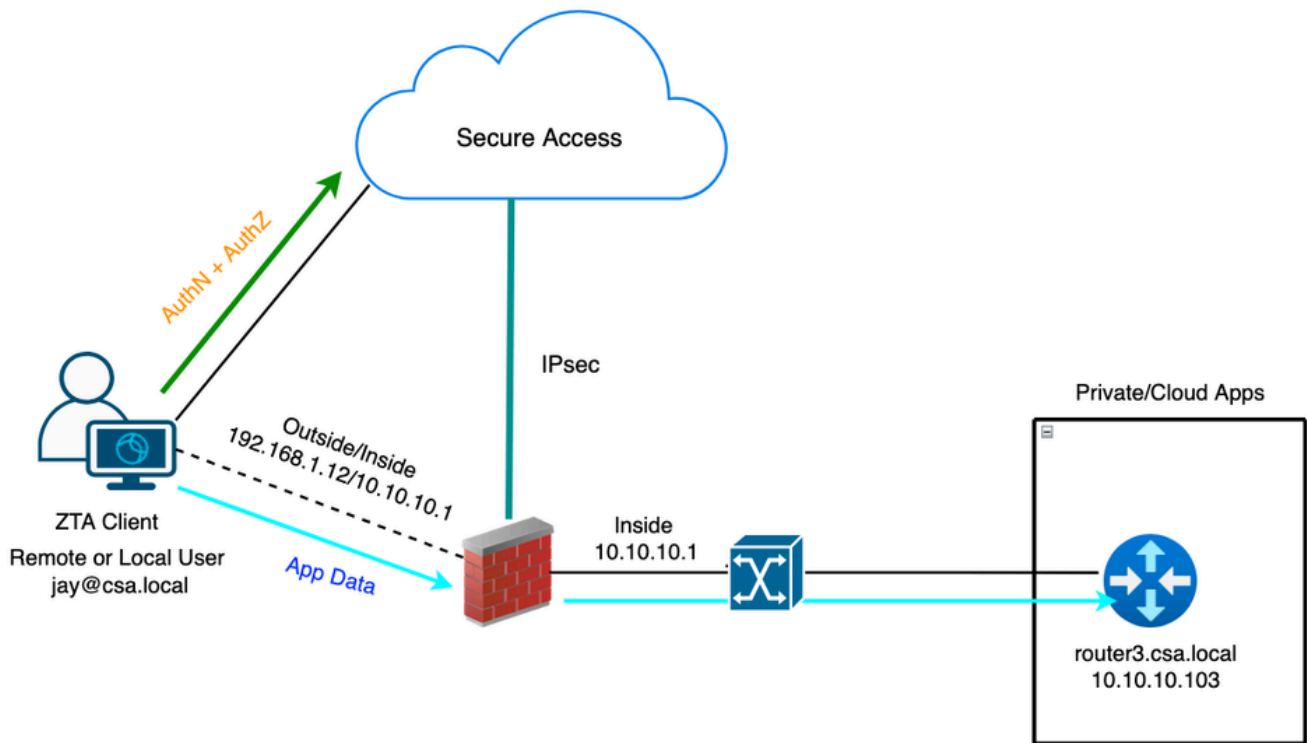 Secure Access
AuthN + AuthZ
IPsec
Private/Cloud Apps
Outside/Inside
192.168.1.12/10.10.10.1
ZTA Client
Remote or Local User
jay@csa.local
App Data
Inside
10.10.10.1
router3.csa.local
10.10.10.103